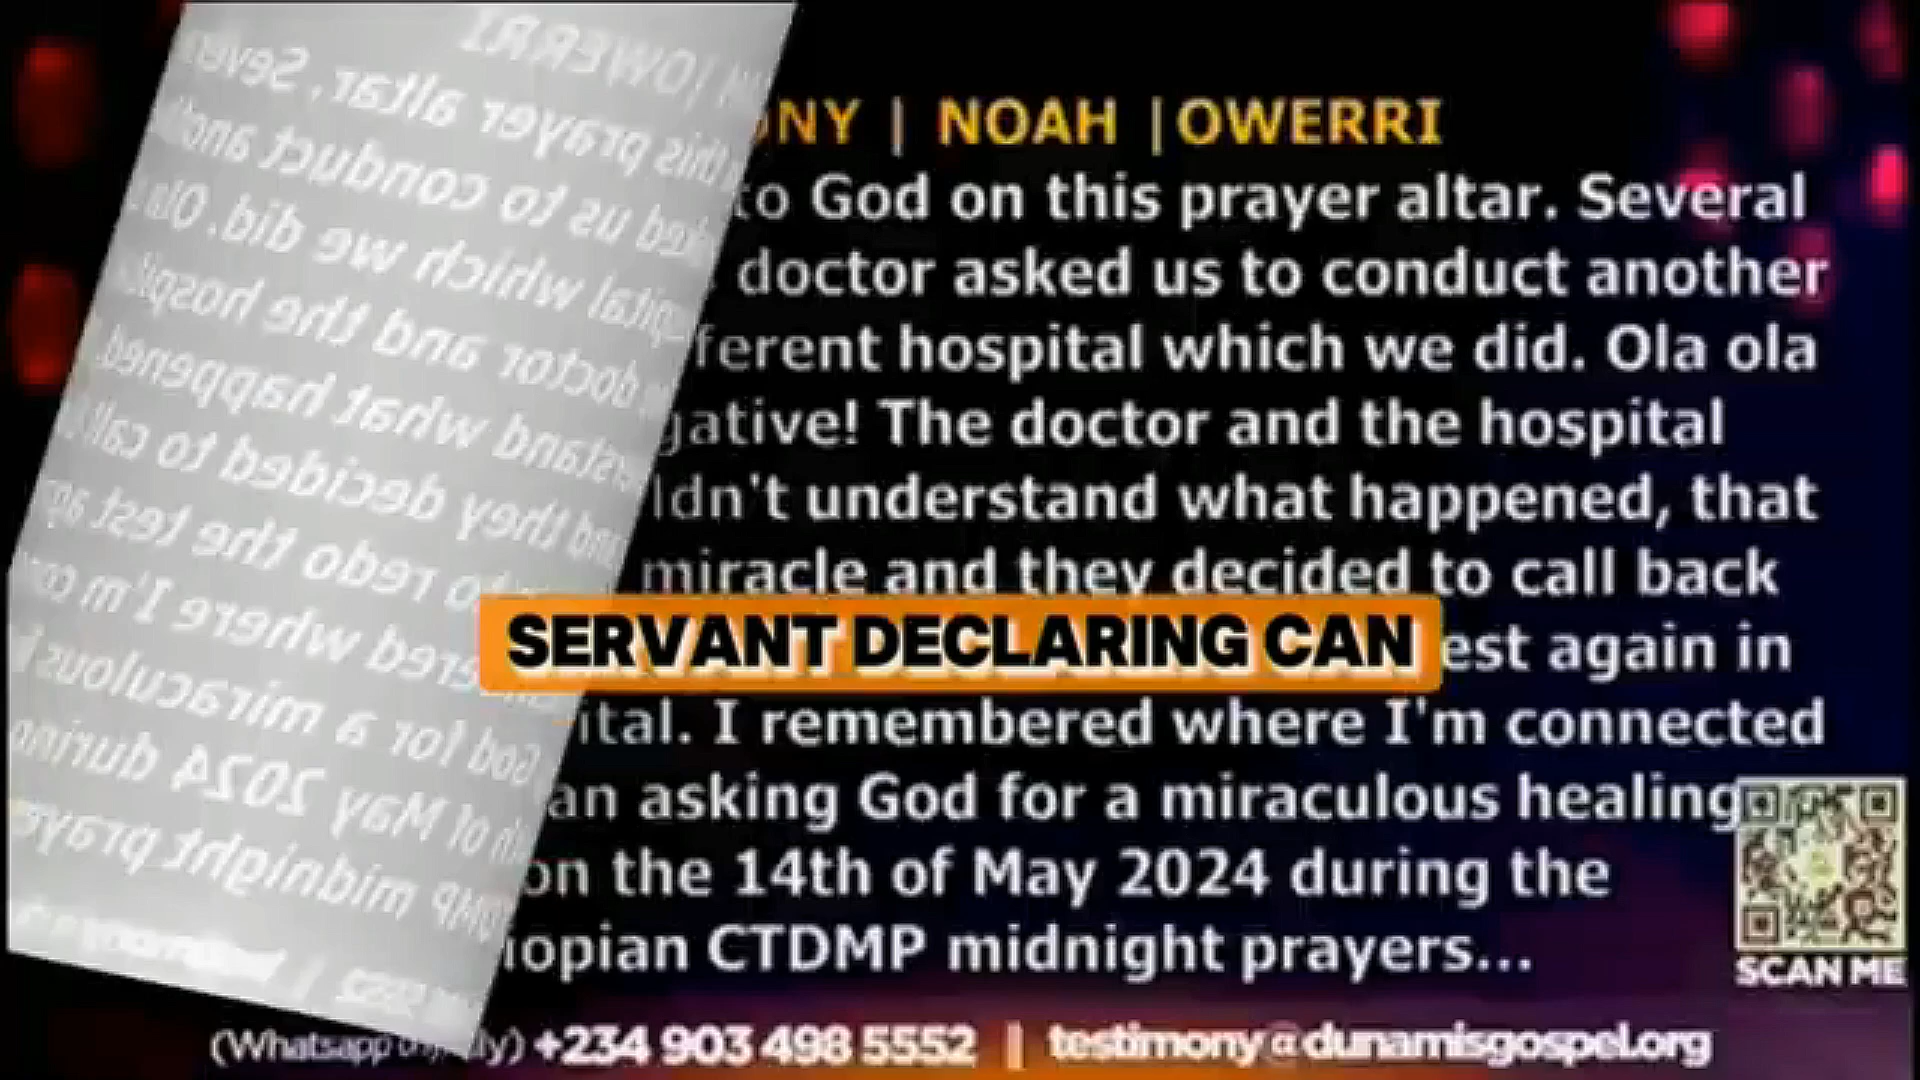 NY | NOAH | OWERRI
to God on this prayer altar. Several
doctor asked us to conduct another
ferent hospital which we did. Ola ola
gative! The doctor and the hospital
ldn't understand what happened, that
miracle and they decided to call back
SERVANT DECLARING CAN
est again in
ital. I remembered where I'm connected
an asking God for a miraculous healing
on the 14th of May 2024 during the
iopian CTDMP midnight prayers...
SCAN ME
(Whatsapp only) +234 903 498 5552 | testimony@dunamisgospel.org